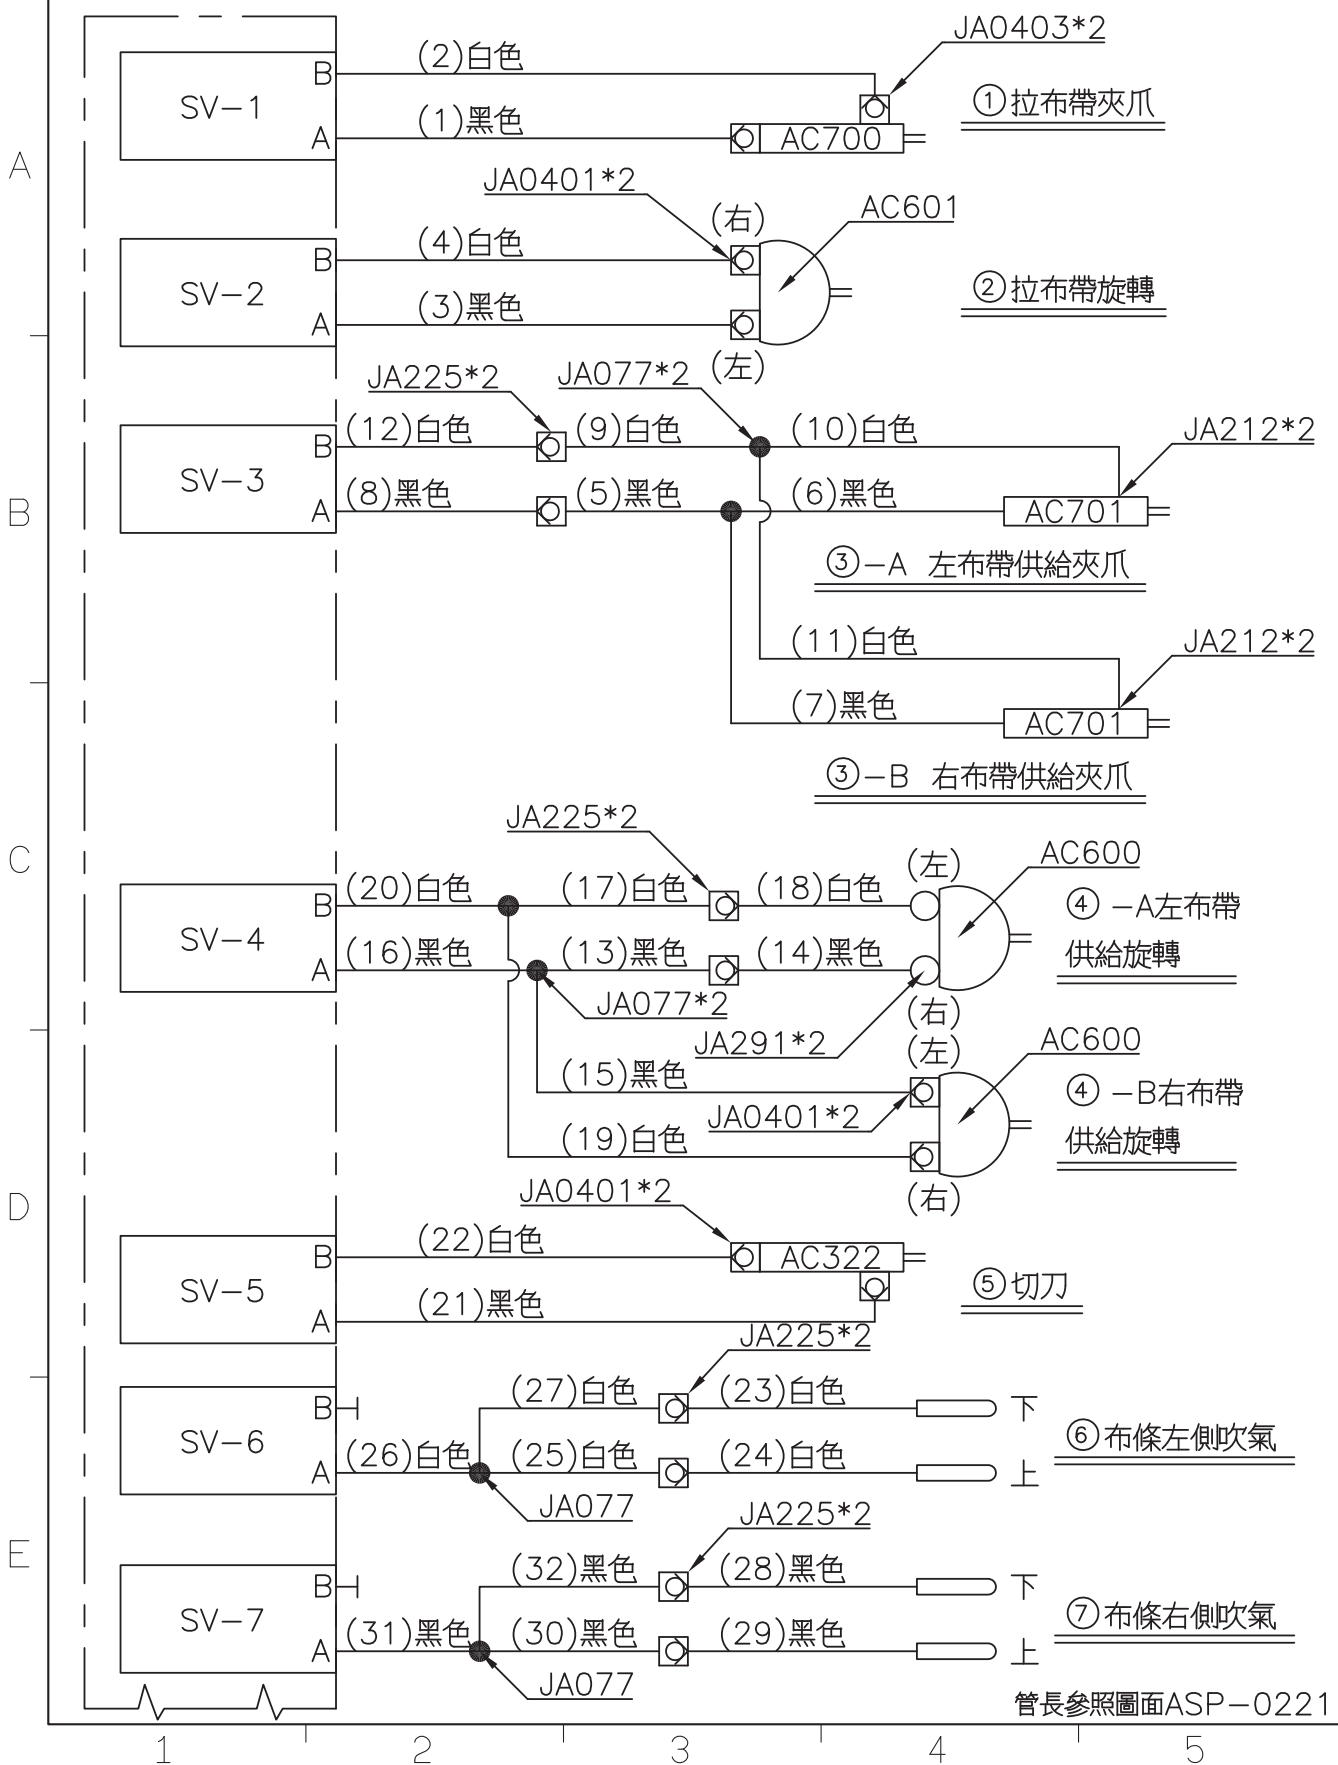 JA0403*2
(2)白色
B
SV-1
①拉布帶夾爪
(1)黑色
A
AC700
A
JA0401*2
(右)
AC601
(4)白色
B
SV-2
②拉布帶旋轉
(3)黑色
A
(左)
JA225*2
JA077*2
(12)白色
(9)白色
(10)白色
JA212*2
B
SV-3
(8)黑色
(5)黑色
(6)黑色
A
AC701
B
③-A 左布帶供給夾爪
(11)白色
JA212*2
(7)黑色
AC701
③-B 右布帶供給夾爪
JA225*2
C
(左)
AC600
(20)白色
(17)白色
(18)白色
B
④ -A左布帶
供給旋轉
SV-4
(16)黑色
(13)黑色
(14)黑色
A
JA077*2
(右)
JA291*2
(左)
AC600
(15)黑色
④ -B右布帶
供給旋轉
JA0401*2
(19)白色
(右)
D
JA0401*2
(22)白色
B
AC322
SV-5
⑤切刀
(21)黑色
A
JA225*2
(27)白色
(23)白色
B
下
SV-6
⑥布條左側吹氣
(26)白色
(25)白色
(24)白色
A
上
JA077
JA225*2
E
(32)黑色
(28)黑色
B
下
SV-7
⑦布條右側吹氣
(31)黑色
(30)黑色
(29)黑色
A
上
JA077
管長參照圖面ASP-0221
1
2
3
4
5